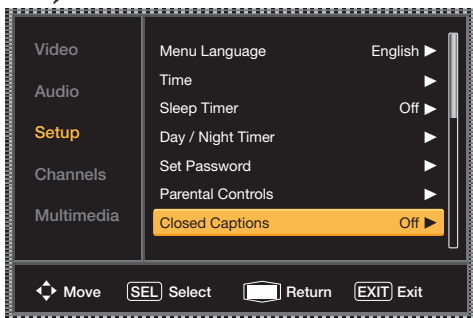 Video
Audio
Setup
Channels
Multimedia
Menu Language English ▶
Time ▶
Sleep Timer Off ▶
Day / Night Timer ▶
Set Password ▶
Parental Controls ▶
Closed Captions Off ▶
Move SEL Select Return EXIT Exit